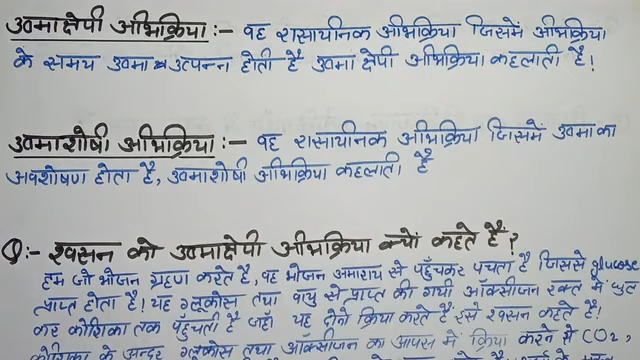 ऊष्माक्षेपी अभिक्रिया :- वह रासायनिक अभिक्रिया जिसमें अभिक्रिया
के समय ऊष्मा उत्पन्न होती है ऊष्मा क्षेपी अभिक्रिया कहलाती है!
ऊष्माशोषी अभिक्रिया :- वह रासायनिक अभिक्रिया जिसमें ऊष्मा का
अवशोषण होता है, ऊष्माशोषी अभिक्रिया कहलाती है
Q:- श्वसन को ऊष्माक्षेपी अभिक्रिया क्यों कहते है?
हम जो भोजन ग्रहण करते है, वह भोजन अमाशय से पहुँचकर पचता है जिससे glucose
प्राप्त होता है! यह ग्लूकोस तथा वायु से प्राप्त की गयी ऑक्सीजन रक्त में घुल
कर कोशिका तक पहुँचती है जहाँ यह दोनों क्रिया करते है इसे श्वसन कहते है!
कोशिका के अन्दर ग्लूकोस तथा ऑक्सीजन का आपस में क्रिया करने से CO2,